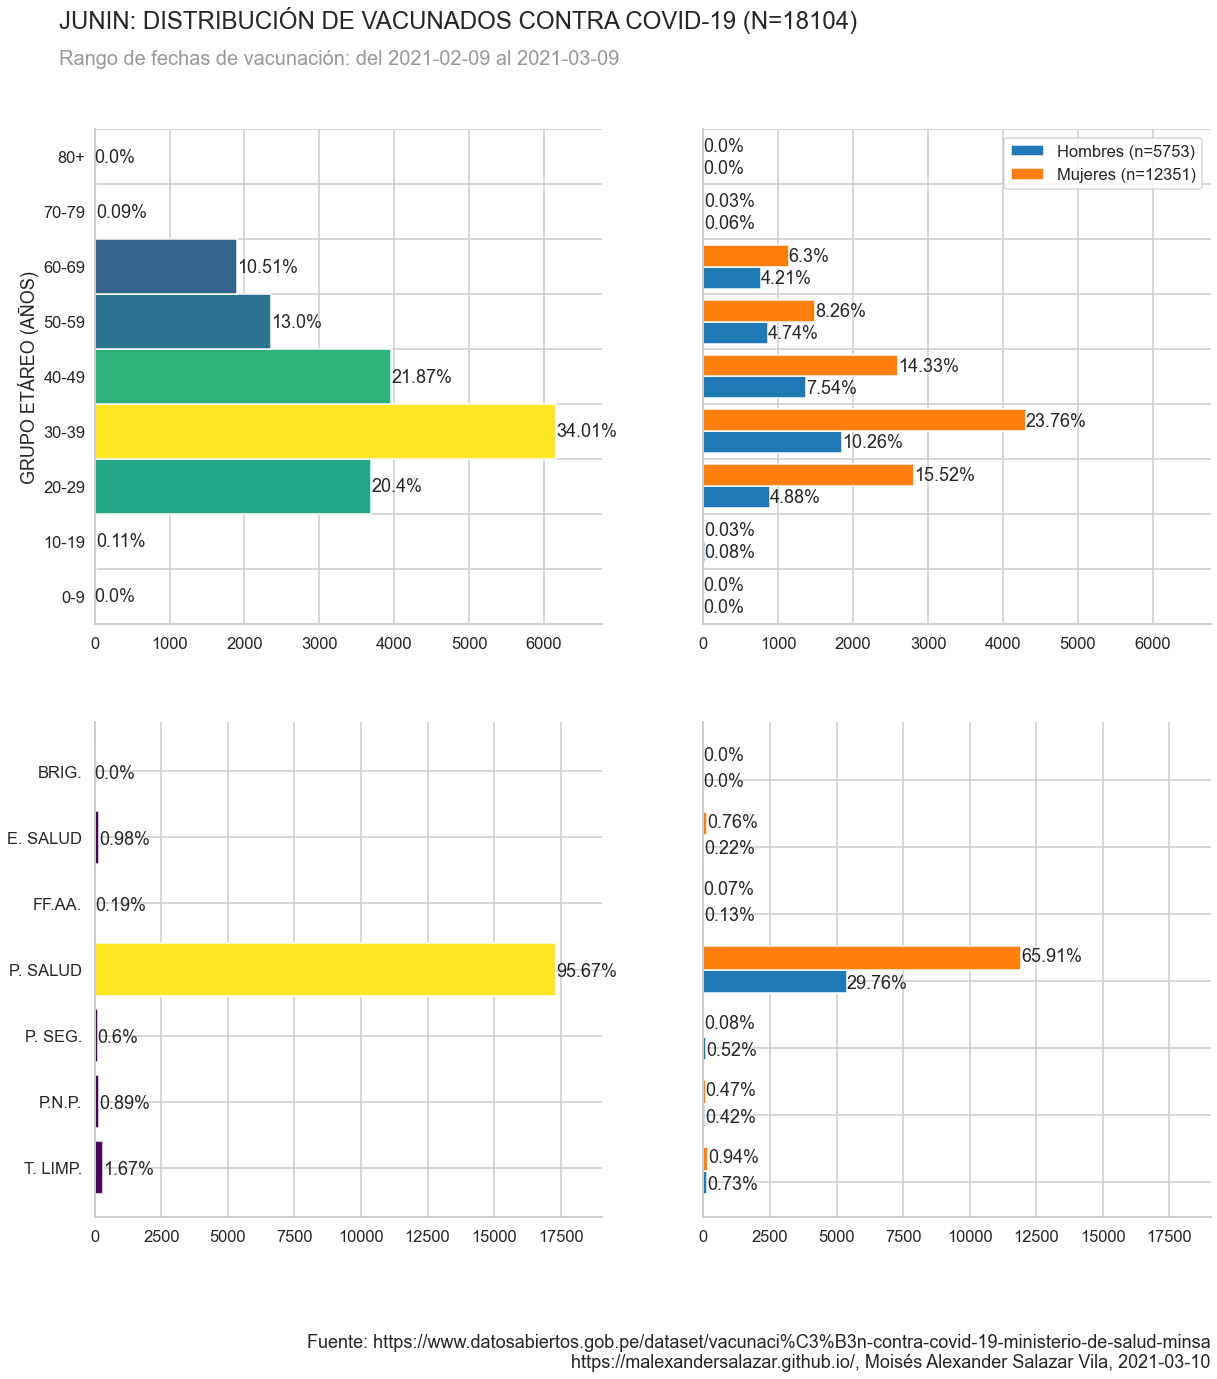 JUNIN: DISTRIBUCIÓN DE VACUNADOS CONTRA COVID-19 (N=18104)
Rango de fechas de vacunación: del 2021-02-09 al 2021-03-09
GRUPO ETÁREO (AÑOS)
80+ 0.0%
70-79 0.09%
60-69 10.51%
50-59 13.0%
40-49 21.87%
30-39 34.01%
20-29 20.4%
10-19 0.11%
0-9 0.0%
0 1000 2000 3000 4000 5000 6000
Hombres (n=5753)
Mujeres (n=12351)
0.0%
0.0%
0.03%
0.06%
6.3%
4.21%
8.26%
4.74%
14.33%
7.54%
23.76%
10.26%
15.52%
4.88%
0.03%
0.08%
0.0%
0.0%
0 1000 2000 3000 4000 5000 6000
BRIG. 0.0%
E. SALUD 0.98%
FF.AA. 0.19%
P. SALUD 95.67%
P. SEG. 0.6%
P.N.P. 0.89%
T. LIMP. 1.67%
0 2500 5000 7500 10000 12500 15000 17500
0.0%
0.0%
0.76%
0.22%
0.07%
0.13%
65.91%
29.76%
0.08%
0.52%
0.47%
0.42%
0.94%
0.73%
0 2500 5000 7500 10000 12500 15000 17500
Fuente: https://www.datosabiertos.gob.pe/dataset/vacunaci%C3%B3n-contra-covid-19-ministerio-de-salud-minsa
https://malexandersalazar.github.io/, Moisés Alexander Salazar Vila, 2021-03-10